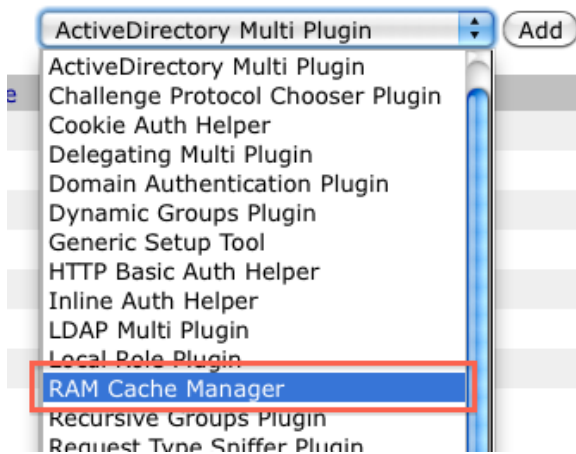 ActiveDirectory Multi Plugin Add
ActiveDirectory Multi Plugin
e Challenge Protocol Chooser Plugin
Cookie Auth Helper
Delegating Multi Plugin
Domain Authentication Plugin
Dynamic Groups Plugin
Generic Setup Tool
HTTP Basic Auth Helper
Inline Auth Helper
LDAP Multi Plugin
Local Role Plugin
RAM Cache Manager
Recursive Groups Plugin
Request Type Sniffer Plugin